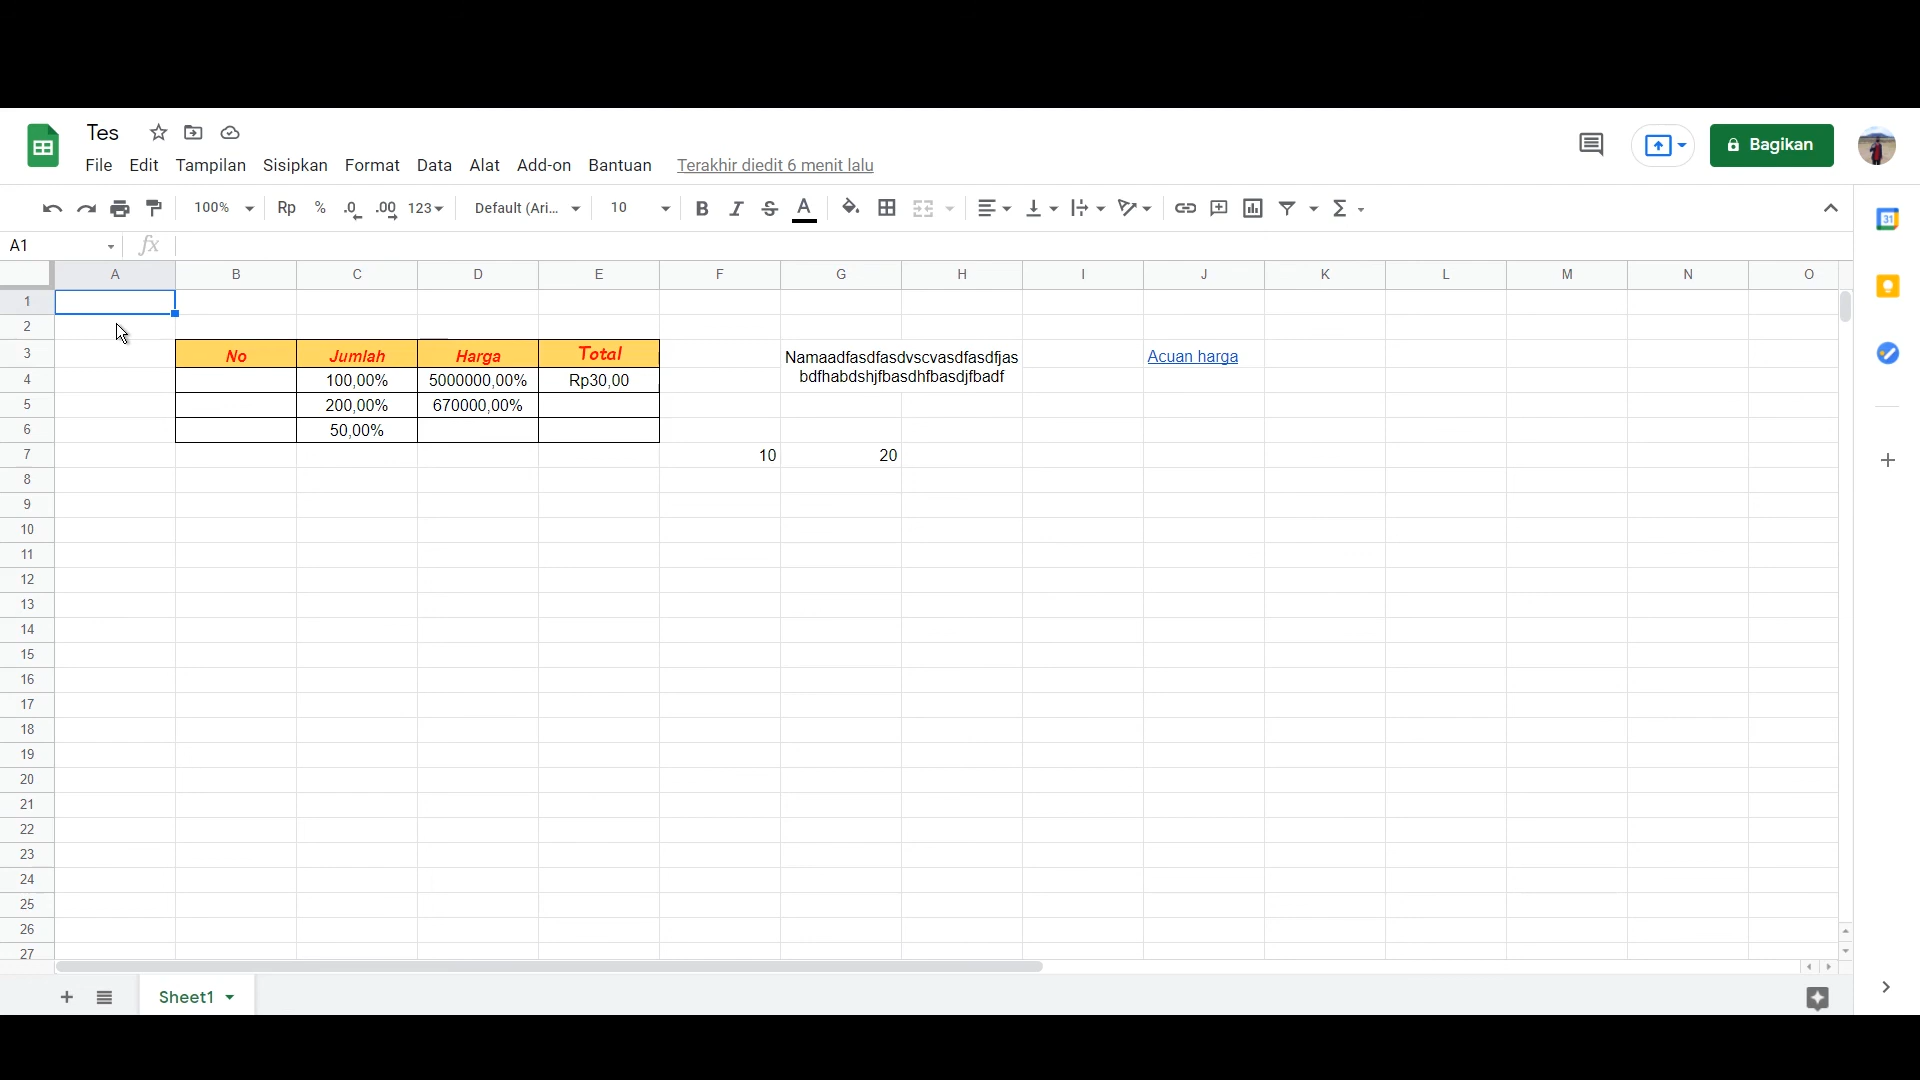 Tes
File Edit Tampilan Sisipkan Format Data Alat Add-on Bantuan Terakhir diedit 6 menit lalu
Bagikan
100% Rp % .0 .00 123 Default (Ari... 10 B I S A Σ
31
A1 fx
A B C D E F G H I J K L M N O
1
2
3 No Jumlah Harga Total Namaadfasdfasdvscvasdfasdfjas Acuan harga
bdfhabdshjfbasdhfbasdjfbadf
4 100,00% 5000000,00% Rp30,00
5 200,00% 670000,00%
6 50,00%
7 10 20
8
9
10
11
12
13
14
15
16
17
18
19
20
21
22
23
24
25
26
27
Sheet1